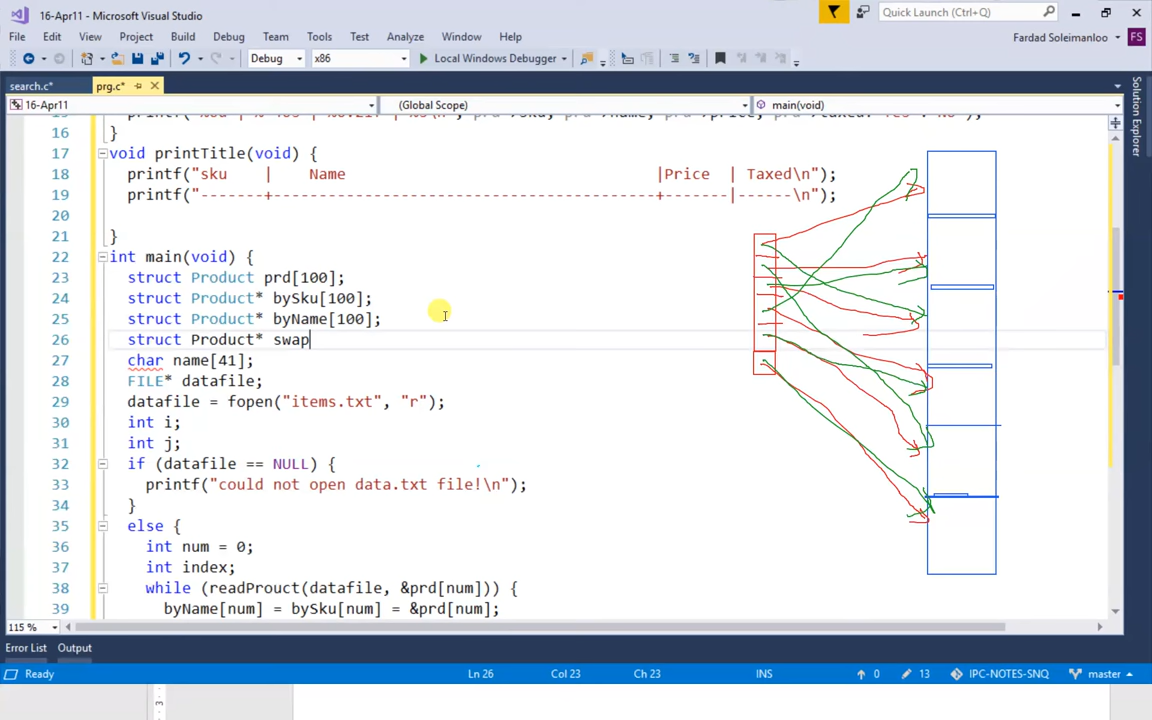 16-Apr11 - Microsoft Visual Studio
Quick Launch (Ctrl+Q)
File Edit View Project Build Debug Team Tools Test Analyze Window Help
Fardad Soleimanloo FS
Debug x86 Local Windows Debugger
search.c* prg.c*
16-Apr11 (Global Scope) main(void)
16 }
17 void printTitle(void) {
18 printf("sku | Name |Price | Taxed\n");
19 printf("-------+-------------------------------------------+-------|------\n");
20
21 }
22 int main(void) {
23 struct Product prd[100];
24 struct Product* bySku[100];
25 struct Product* byName[100];
26 struct Product* swap
27 char name[41];
28 FILE* datafile;
29 datafile = fopen("items.txt", "r");
30 int i;
31 int j;
32 if (datafile == NULL) {
33 printf("could not open data.txt file!\n");
34 }
35 else {
36 int num = 0;
37 int index;
38 while (readProuct(datafile, &prd[num])) {
39 byName[num] = bySku[num] = &prd[num];
115 %
Error List Output
Ready Ln 26 Col 23 Ch 23 INS 0 13 IPC-NOTES-SNQ master
Solution Explorer
3